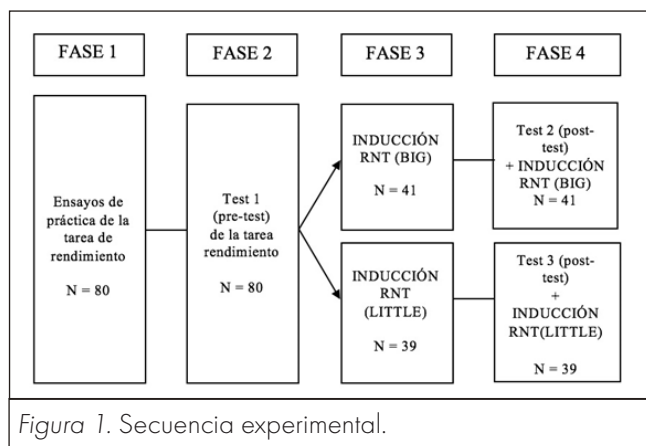 FASE 1
FASE 2
FASE 3
FASE 4
Ensayos de
práctica de la
tarea de
rendimiento
N = 80
Test 1
(pre-test)
de la tarea
rendimiento
N = 80
INDUCCIÓN
RNT (BIG)
N = 41
Test 2 (post-
test)
+ INDUCCIÓN
RNT (BIG)
N = 41
INDUCCIÓN
RNT
(LITTLE)
N = 39
Test 3 (post-
test)
+
INDUCCIÓN
RNT(LITTLE)
N = 39
Figura 1. Secuencia experimental.